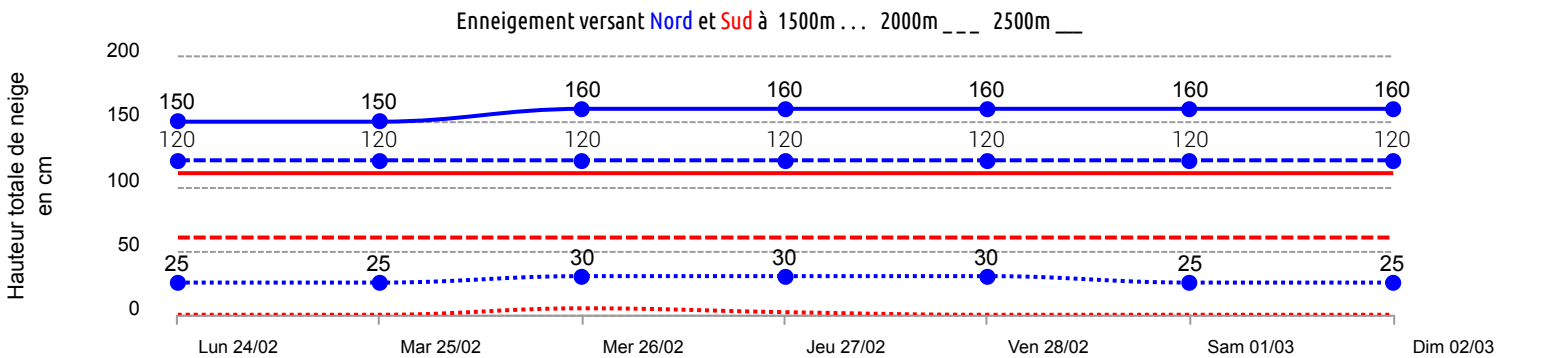 Enneigement versant Nord et Sud à 1500m . . . 2000m _ _ _ 2500m __
Hauteur totale de neige
en cm
200
150
100
50
0
150 150 160 160 160 160 160
120 120 120 120 120 120 120
25 25 30 30 30 25 25
Lun 24/02 Mar 25/02 Mer 26/02 Jeu 27/02 Ven 28/02 Sam 01/03 Dim 02/03